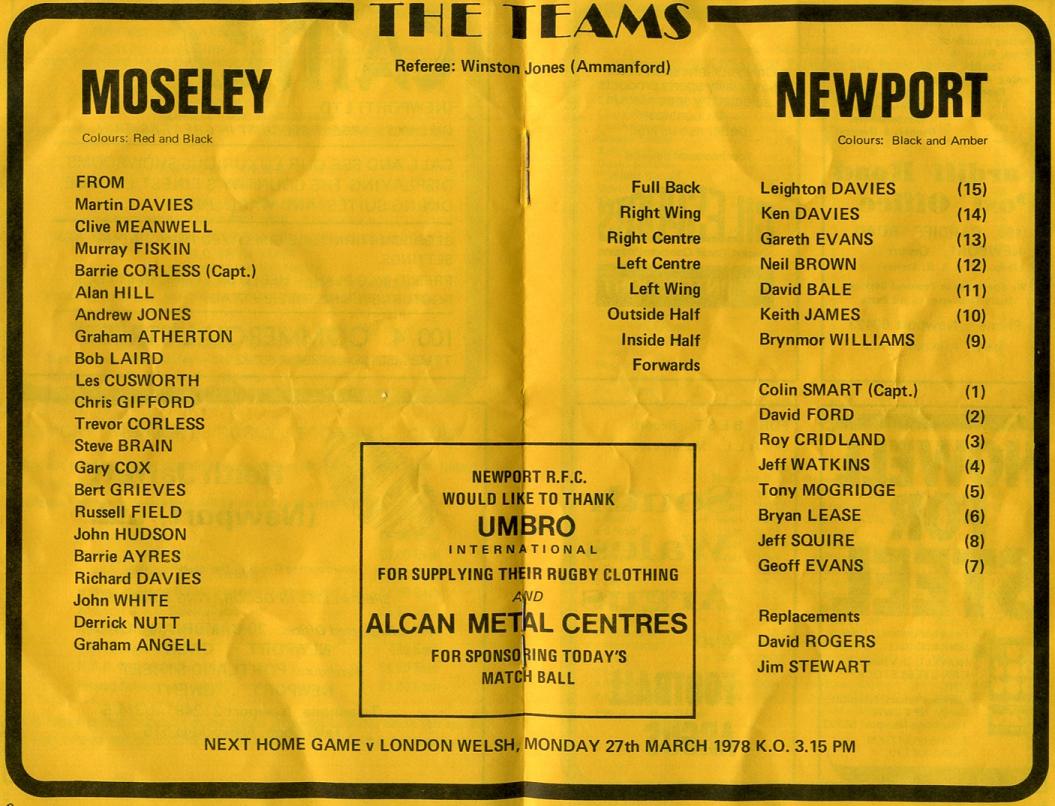 THE TEAMS
Referee: Winston Jones (Ammanford)
MOSELEY
Colours: Red and Black
FROM
Martin DAVIES
Clive MEANWELL
Murray FISKIN
Barrie CORLESS (Capt.)
Alan HILL
Andrew JONES
Graham ATHERTON
Bob LAIRD
Les CUSWORTH
Chris GIFFORD
Trevor CORLESS
Steve BRAIN
Gary COX
Bert GRIEVES
Russell FIELD
John HUDSON
Barrie AYRES
Richard DAVIES
John WHITE
Derrick NUTT
Graham ANGELL
NEWPORT
Colours: Black and Amber
Full Back Leighton DAVIES (15)
Right Wing Ken DAVIES (14)
Right Centre Gareth EVANS (13)
Left Centre Neil BROWN (12)
Left Wing David BALE (11)
Outside Half Keith JAMES (10)
Inside Half Brynmor WILLIAMS (9)
Forwards
Colin SMART (Capt.) (1)
David FORD (2)
Roy CRIDLAND (3)
Jeff WATKINS (4)
Tony MOGRIDGE (5)
Bryan LEASE (6)
Jeff SQUIRE (8)
Geoff EVANS (7)
Replacements
David ROGERS
Jim STEWART
NEWPORT R.F.C.
WOULD LIKE TO THANK
UMBRO
INTERNATIONAL
FOR SUPPLYING THEIR RUGBY CLOTHING
AND
ALCAN METAL CENTRES
FOR SPONSORING TODAY'S
MATCH BALL
NEXT HOME GAME v LONDON WELSH, MONDAY 27th MARCH 1978 K.O. 3.15 PM